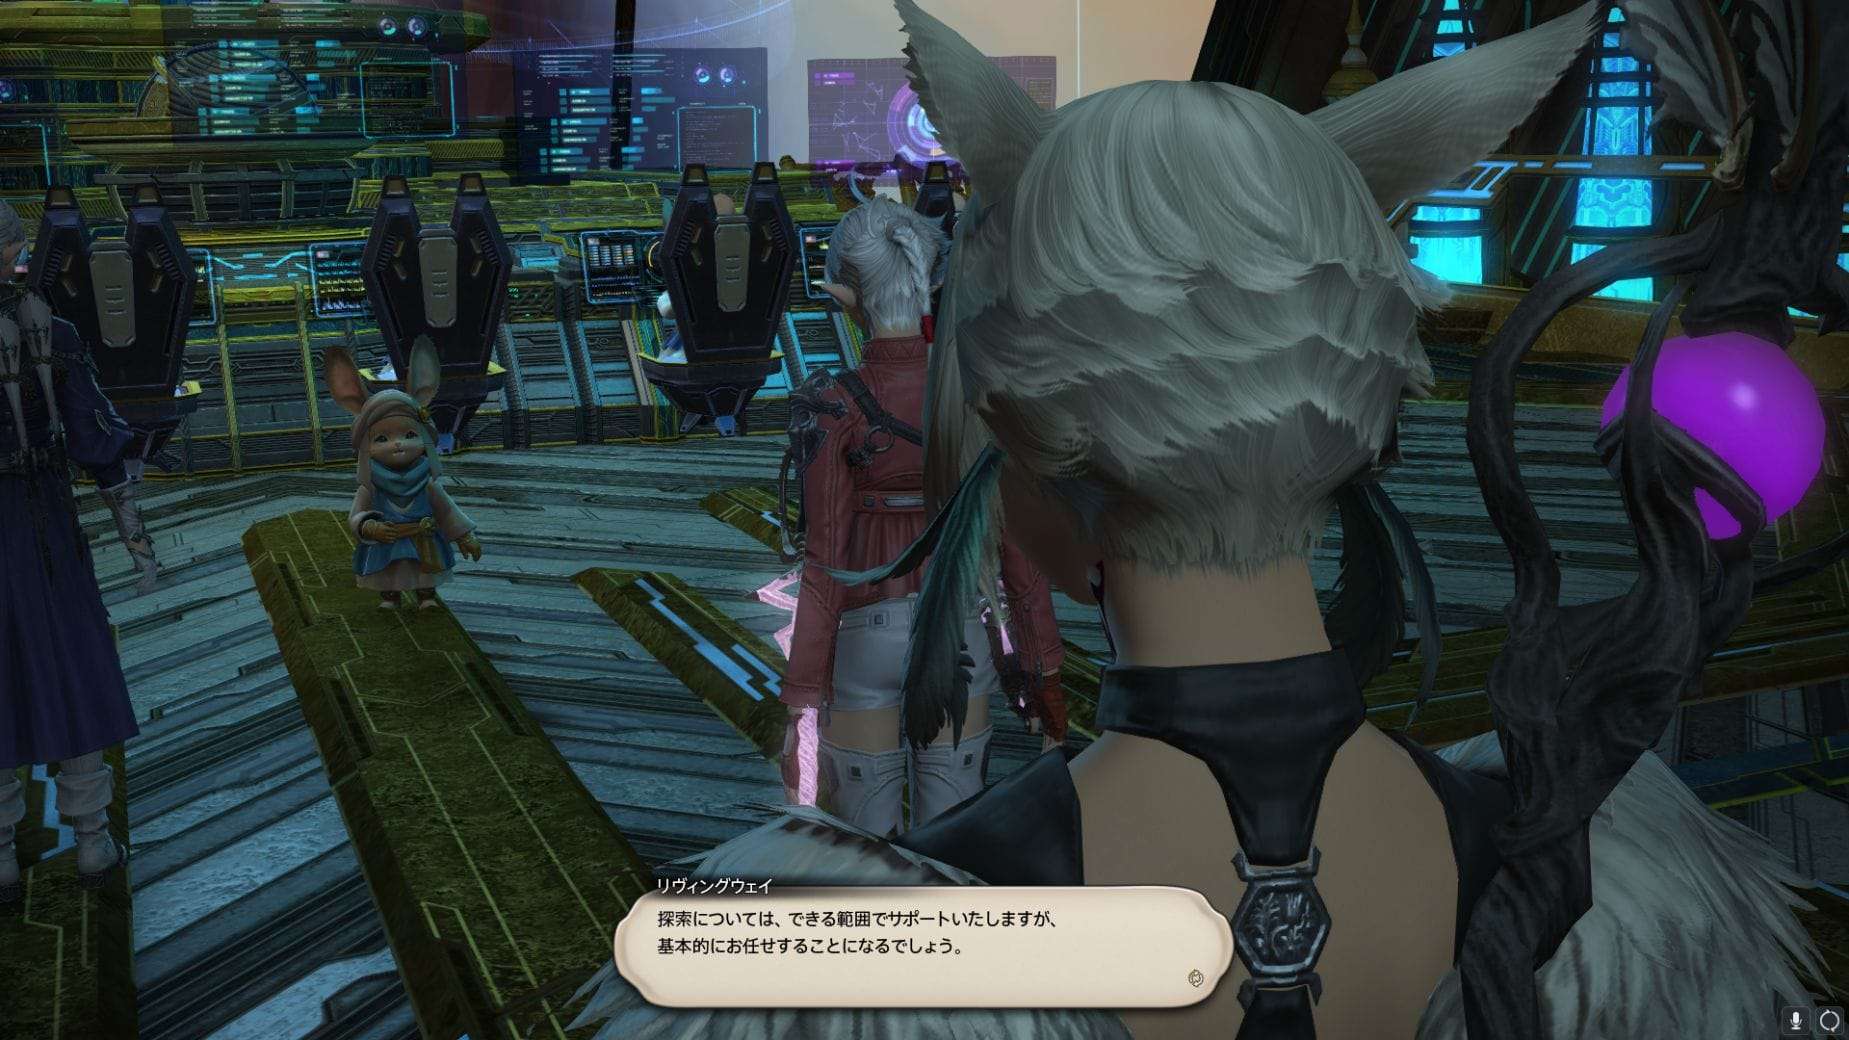 リヴィングウェイ
探索については、できる範囲でサポートいたしますが、
基本的にお任せすることになるでしょう。